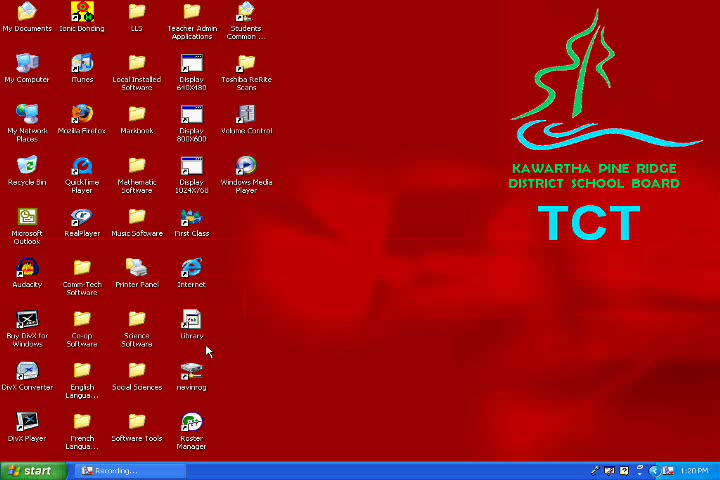 My Documents
Ionic Bonding
LLS
Teacher Admin
Applications
Students
Common ...
My Computer
iTunes
Local Installed
Software
Display
640X480
Toshiba ReRite
Scans
My Network
Places
Mozilla Firefox
Markbook
Display
800X600
Volume Control
Recycle Bin
QuickTime
Player
Mathematic
Software
Display
1024X768
Windows Media
Player
Microsoft
Outlook
RealPlayer
Music Software
First Class
Audacity
Comm-Tech
Software
Printer Panel
Internet
Buy DivX for
Windows
Co-op
Software
Science
Software
Library
DivX Converter
English
Langua...
Social Sciences
nevinrog
DivX Player
French
Langua...
Software Tools
Roster
Manager
KAWARTHA PINE RIDGE
DISTRICT SCHOOL BOARD
TCT
start
Recording...
1:20 PM